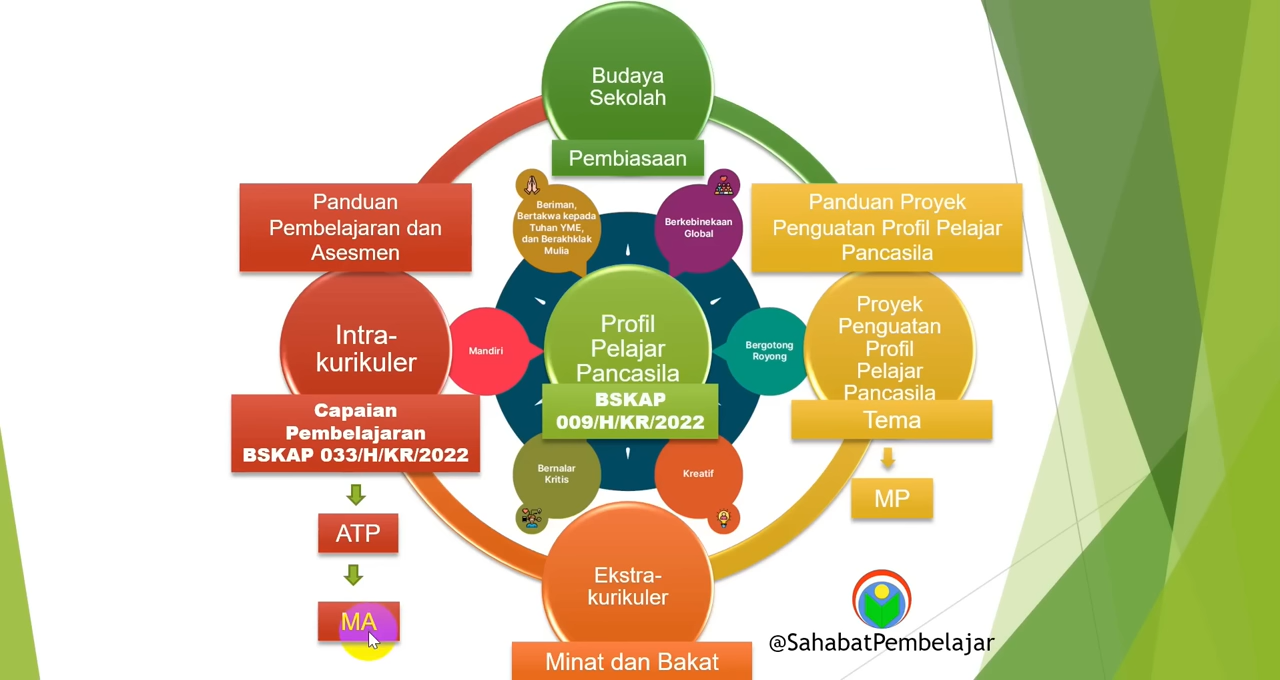 Budaya
Sekolah
Pembiasaan
Panduan
Pembelajaran dan
Asesmen
Beriman,
Bertakwa kepada
Tuhan YME,
dan Berakhklak
Mulia
Berkebinekaan
Global
Panduan Proyek
Penguatan Profil Pelajar
Pancasila
Intra-
kurikuler
Mandiri
Profil
Pelajar
Pancasila
BSKAP
009/H/KR/2022
Bergotong
Royong
Proyek
Penguatan
Profil
Pelajar
Pancasila
Tema
MP
Capaian
Pembelajaran
BSKAP 033/H/KR/2022
ATP
MA
Bernalar
Kritis
Kreatif
Ekstra-
kurikuler
Minat dan Bakat
@SahabatPembelajar